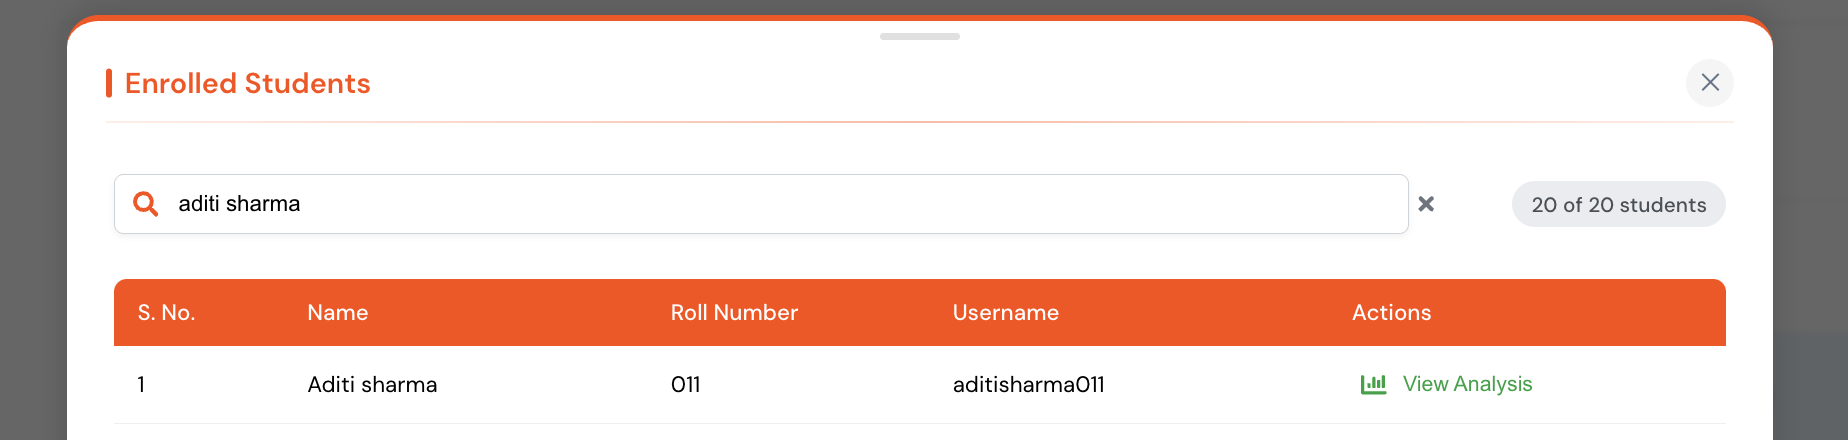 Enrolled Students
aditi sharma
20 of 20 students
S. No. Name Roll Number Username Actions
1 Aditi sharma 011 aditisharma011 View Analysis